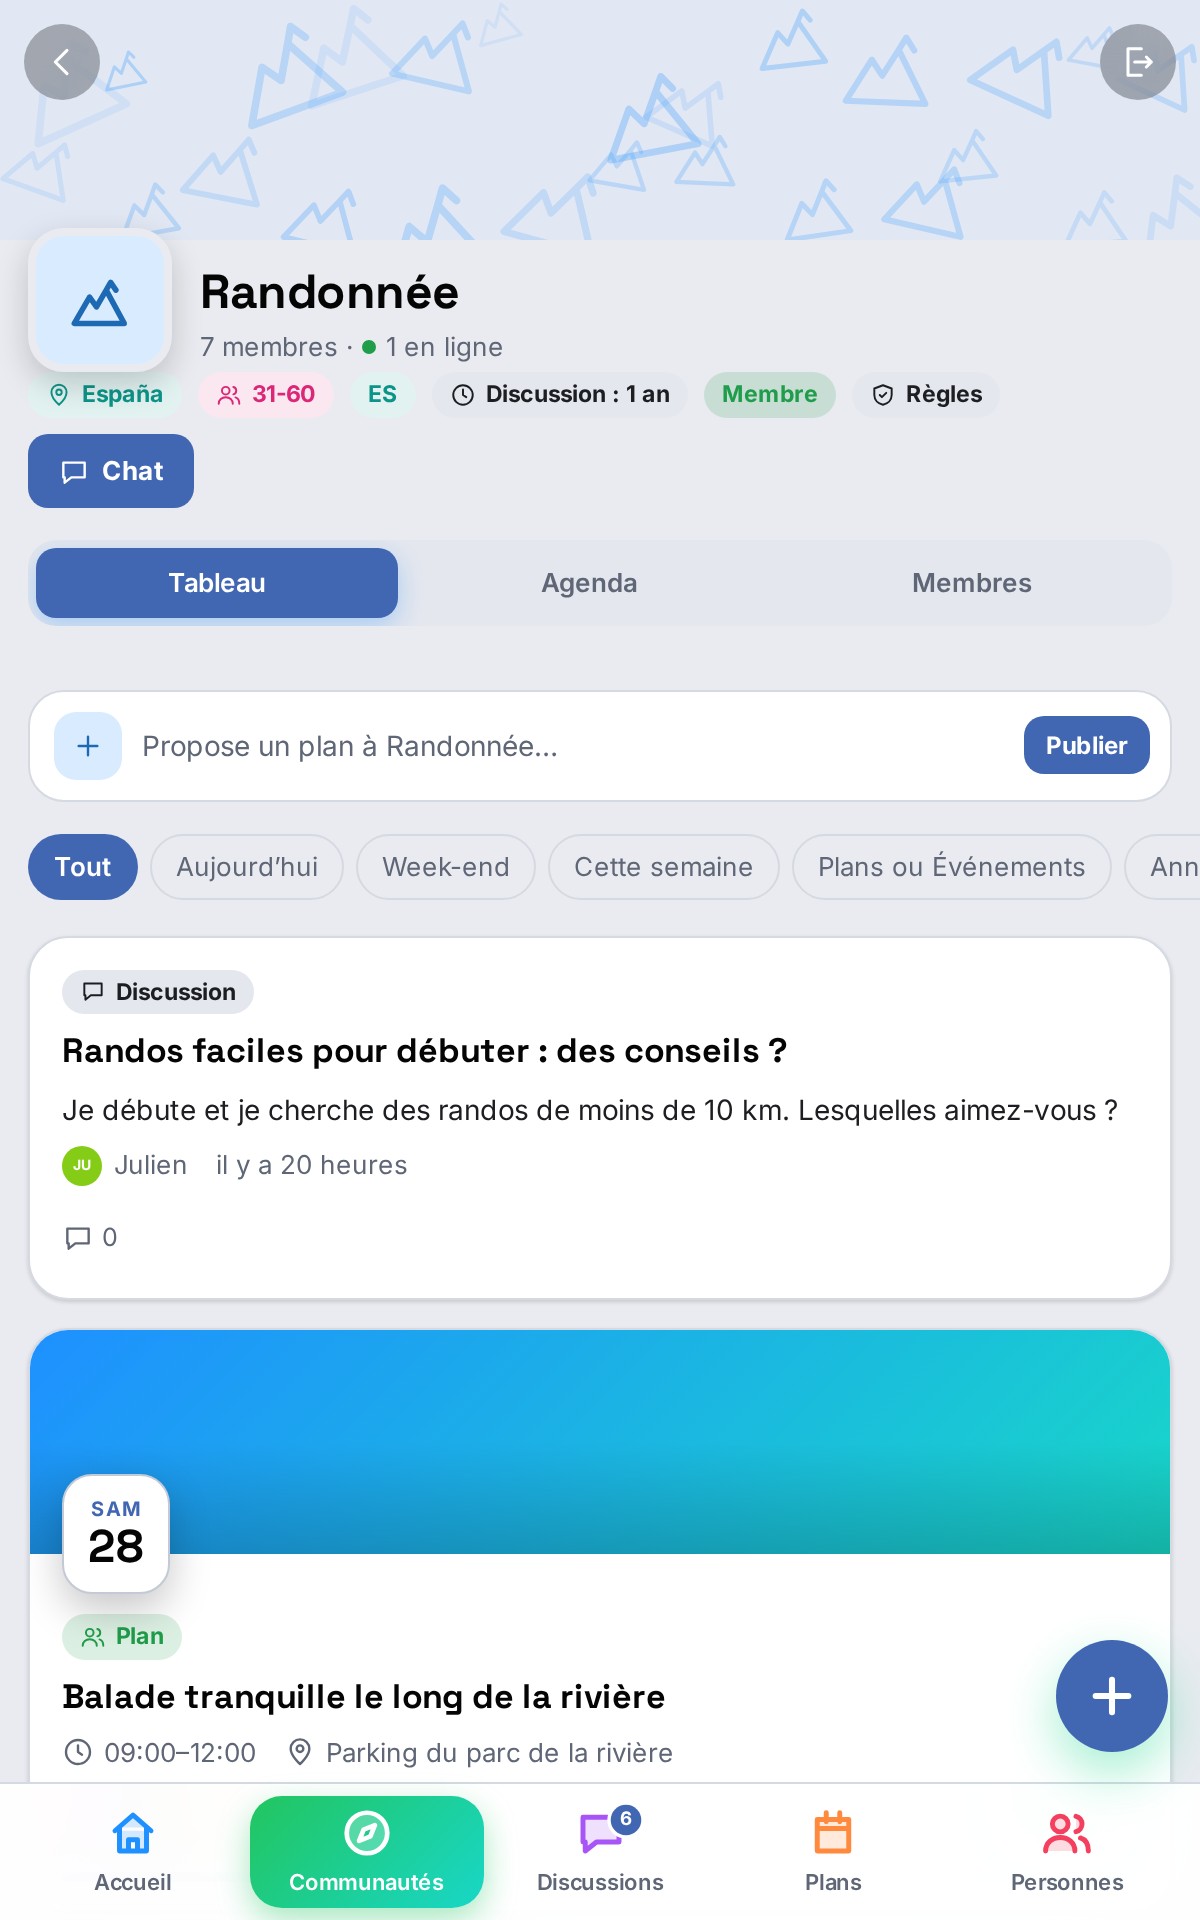 Randonnée
7 membres · 1 en ligne
España 31-60 ES Discussion : 1 an Membre Règles
Chat
Tableau Agenda Membres
Propose un plan à Randonnée... Publier
Tout Aujourd’hui Week-end Cette semaine Plans ou Événements Ann
Discussion
Randos faciles pour débuter : des conseils ?
Je débute et je cherche des randos de moins de 10 km. Lesquelles aimez-vous ?
JU Julien il y a 20 heures
0
SAM
28
Plan
Balade tranquille le long de la rivière
09:00–12:00 Parking du parc de la rivière
6
Accueil Communautés Discussions Plans Personnes